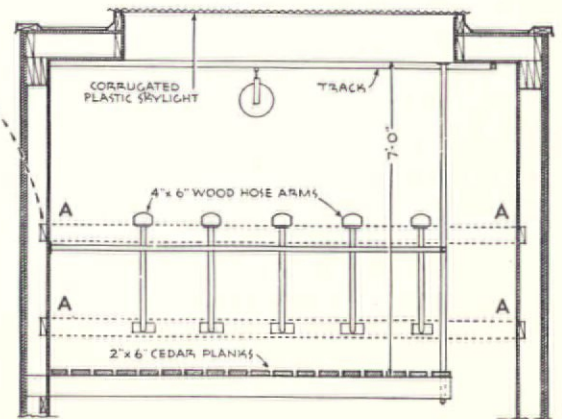 CORRUGATED
PLASTIC SKYLIGHT
TRACK
7'-0"
4"x 6" WOOD HOSE ARMS
A
A
A
A
2"x 6" CEDAR PLANKS